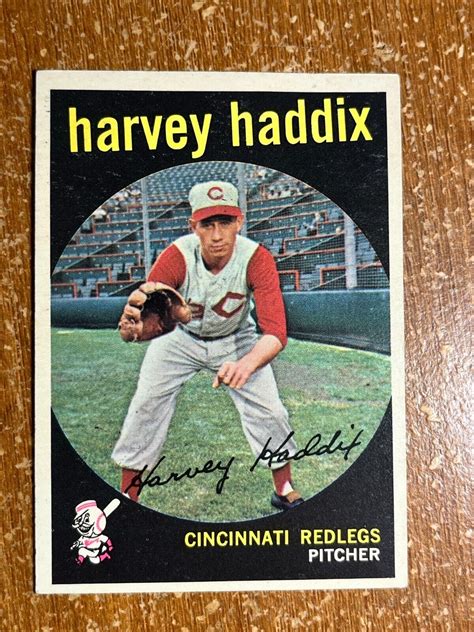 harvey haddix
C
C
Harvey Haddix
CINCINNATI REDLEGS
PITCHER